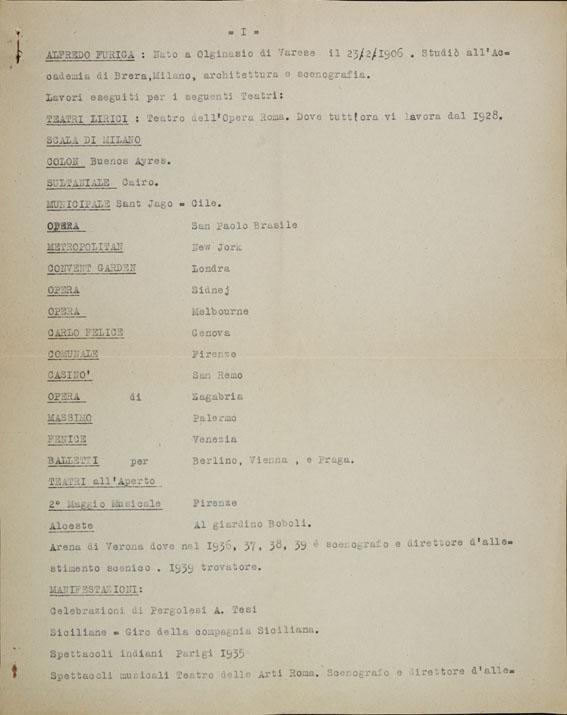 = I =
ALFREDO FURIGA : Nato a Olginasio di Varese il 23/2/1906 . Studiò all'Ac=
cademia di Brera,Milano, architettura e scenografia.
Lavori eseguiti per i seguenti Teatri:
TEATRI LIRICI : Teatro dell'Opera Roma. Dove tutt!ora vi lavora dal 1928.
SCALA DI MILANO
COLON Buenos Ayres.
SULTANIALE Cairo.
MUNICIPALE Sant Jago = Cile.
OPERA San Paolo Brasile
METROPOLITAN New Jork
CONVENT GARDEN Londra
OPERA Sidnej
OPERA Melbourne
CARLO FELICE Genova
COMUNALE Firenze
CASINO' San Remo
OPERA di Zagabria
MASSIMO Palermo
FENICE Venezia
BALLETTI per Berlino, Vienna , e Praga.
TEATRI all'Aperto
2° Maggio Musicale Firenze
Alceste Al giardino Boboli.
Arena di Verona dove nel 1936, 37, 38, 39 é scenografo e direttore d'alle=
stimento scenico . 1939 trovatore.
MANIFESTAZIONI:
Celebrazioni di Pergolesi A. Tesi
Siciliane = Giro della compagnia Siciliana.
Spettacoli indiani Parigi 1935
Spettacoli musicali Teatro delle Arti Roma. Scenografo e direttore d'alle=